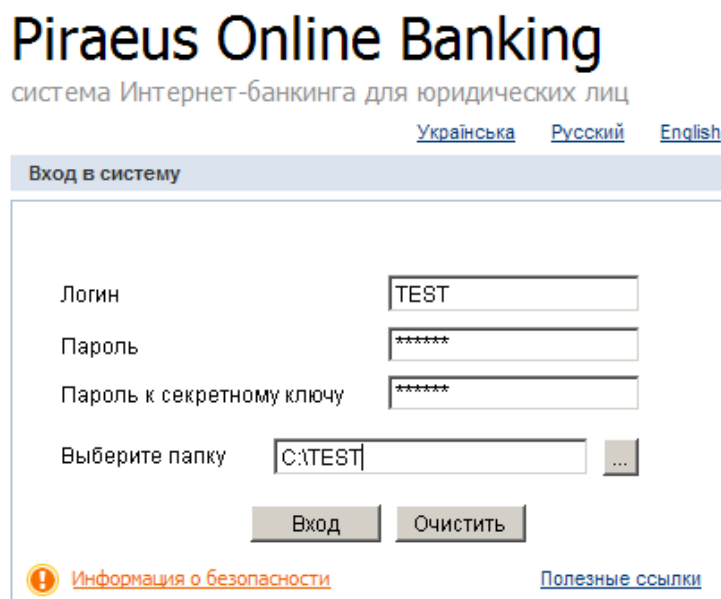 Piraeus Online Banking
система Интернет-банкинга для юридических лиц
Українська Русский English
Вход в систему
Логин TEST
Пароль ******
Пароль к секретному ключу ******
Выберите папку C:\TEST ...
Вход Очистить
Информация о безопасности Полезные ссылки